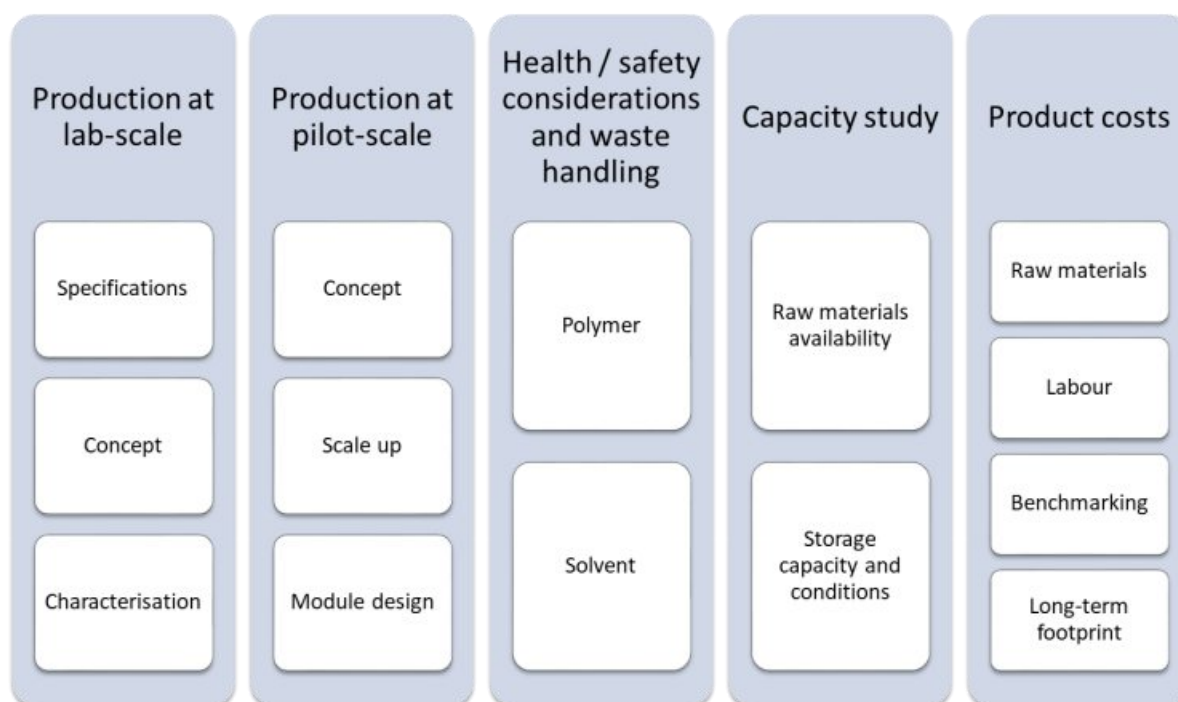 Production at
lab-scale
Specifications
Concept
Characterisation
Production at
pilot-scale
Concept
Scale up
Module design
Health / safety
considerations
and waste
handling
Polymer
Solvent
Capacity study
Raw materials
availability
Storage
capacity and
conditions
Product costs
Raw materials
Labour
Benchmarking
Long-term
footprint